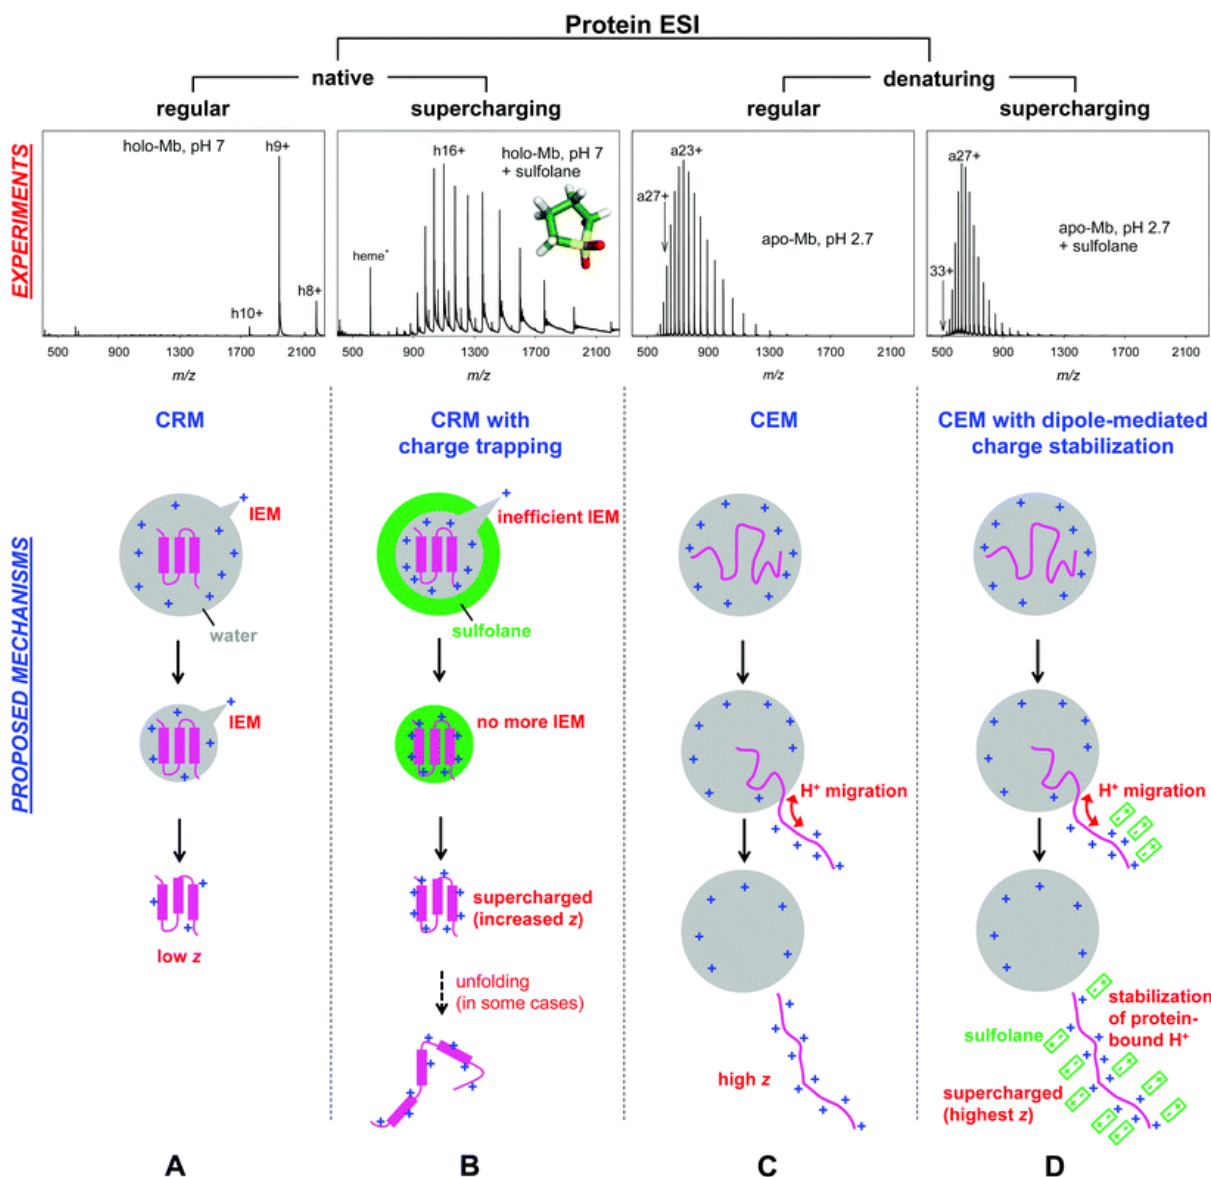 Protein ESI
native
denaturing
regular
supercharging
regular
supercharging
EXPERIMENTS
holo-Mb, pH 7
h9+
h10+
h8+
500 900 1300 1700 2100
m/z
h16+
holo-Mb, pH 7
+ sulfolane
heme+
500 900 1300 1700 2100
m/z
a23+
a27+
apo-Mb, pH 2.7
500 900 1300 1700 2100
m/z
a27+
33+
apo-Mb, pH 2.7
+ sulfolane
500 900 1300 1700 2100
m/z
PROPOSED MECHANISMS
CRM
IEM
water
IEM
low z
A
CRM with
charge trapping
inefficient IEM
sulfolane
no more IEM
supercharged
(increased z)
unfolding
(in some cases)
B
CEM
H+ migration
high z
C
CEM with dipole-mediated
charge stabilization
H+ migration
stabilization
of protein-
bound H+
sulfolane
supercharged
(highest z)
D